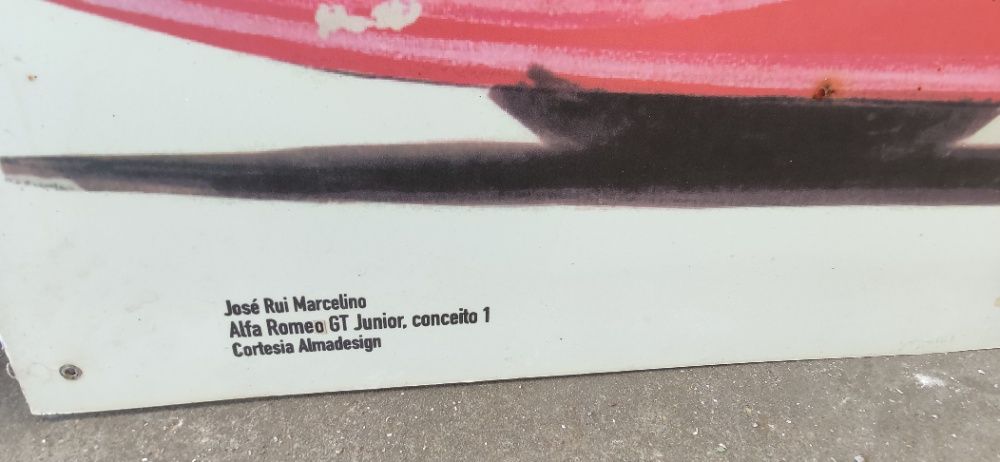 José Rui Marcelino
Alfa Romeo GT Junior, conceito 1
Cortesia Almadesign